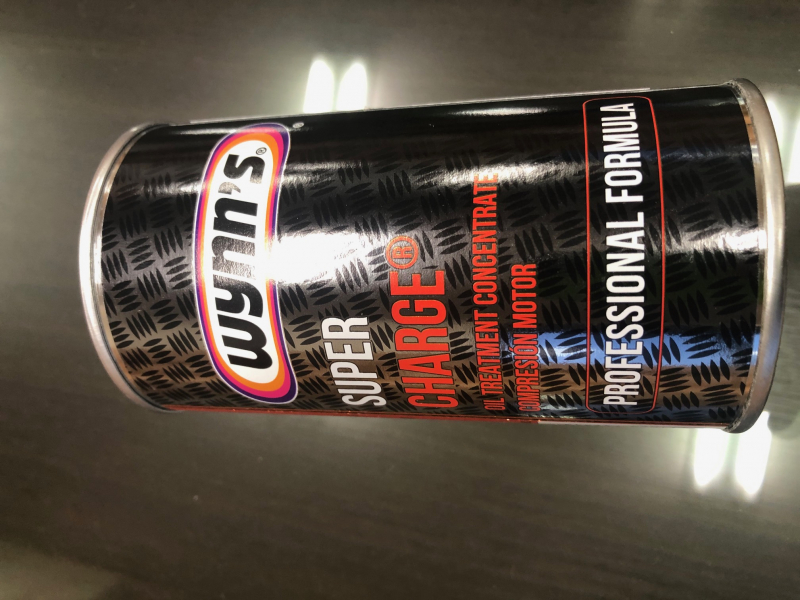 wynn's®
SUPER
CHARGE®
OIL TREATMENT CONCENTRATE
COMPRESIÓN MOTOR
PROFESSIONAL FORMULA